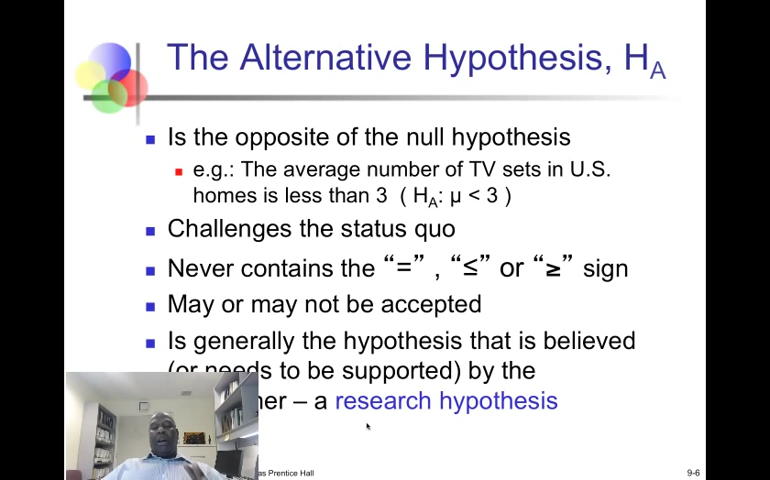 The Alternative Hypothesis, HA
Is the opposite of the null hypothesis
e.g.: The average number of TV sets in U.S.
homes is less than 3 ( HA: μ < 3 )
Challenges the status quo
Never contains the “=” , “≤” or “≥” sign
May or may not be accepted
Is generally the hypothesis that is believed
(or needs to be supported) by the
– a research hypothesis
as Prentice Hall
9-6